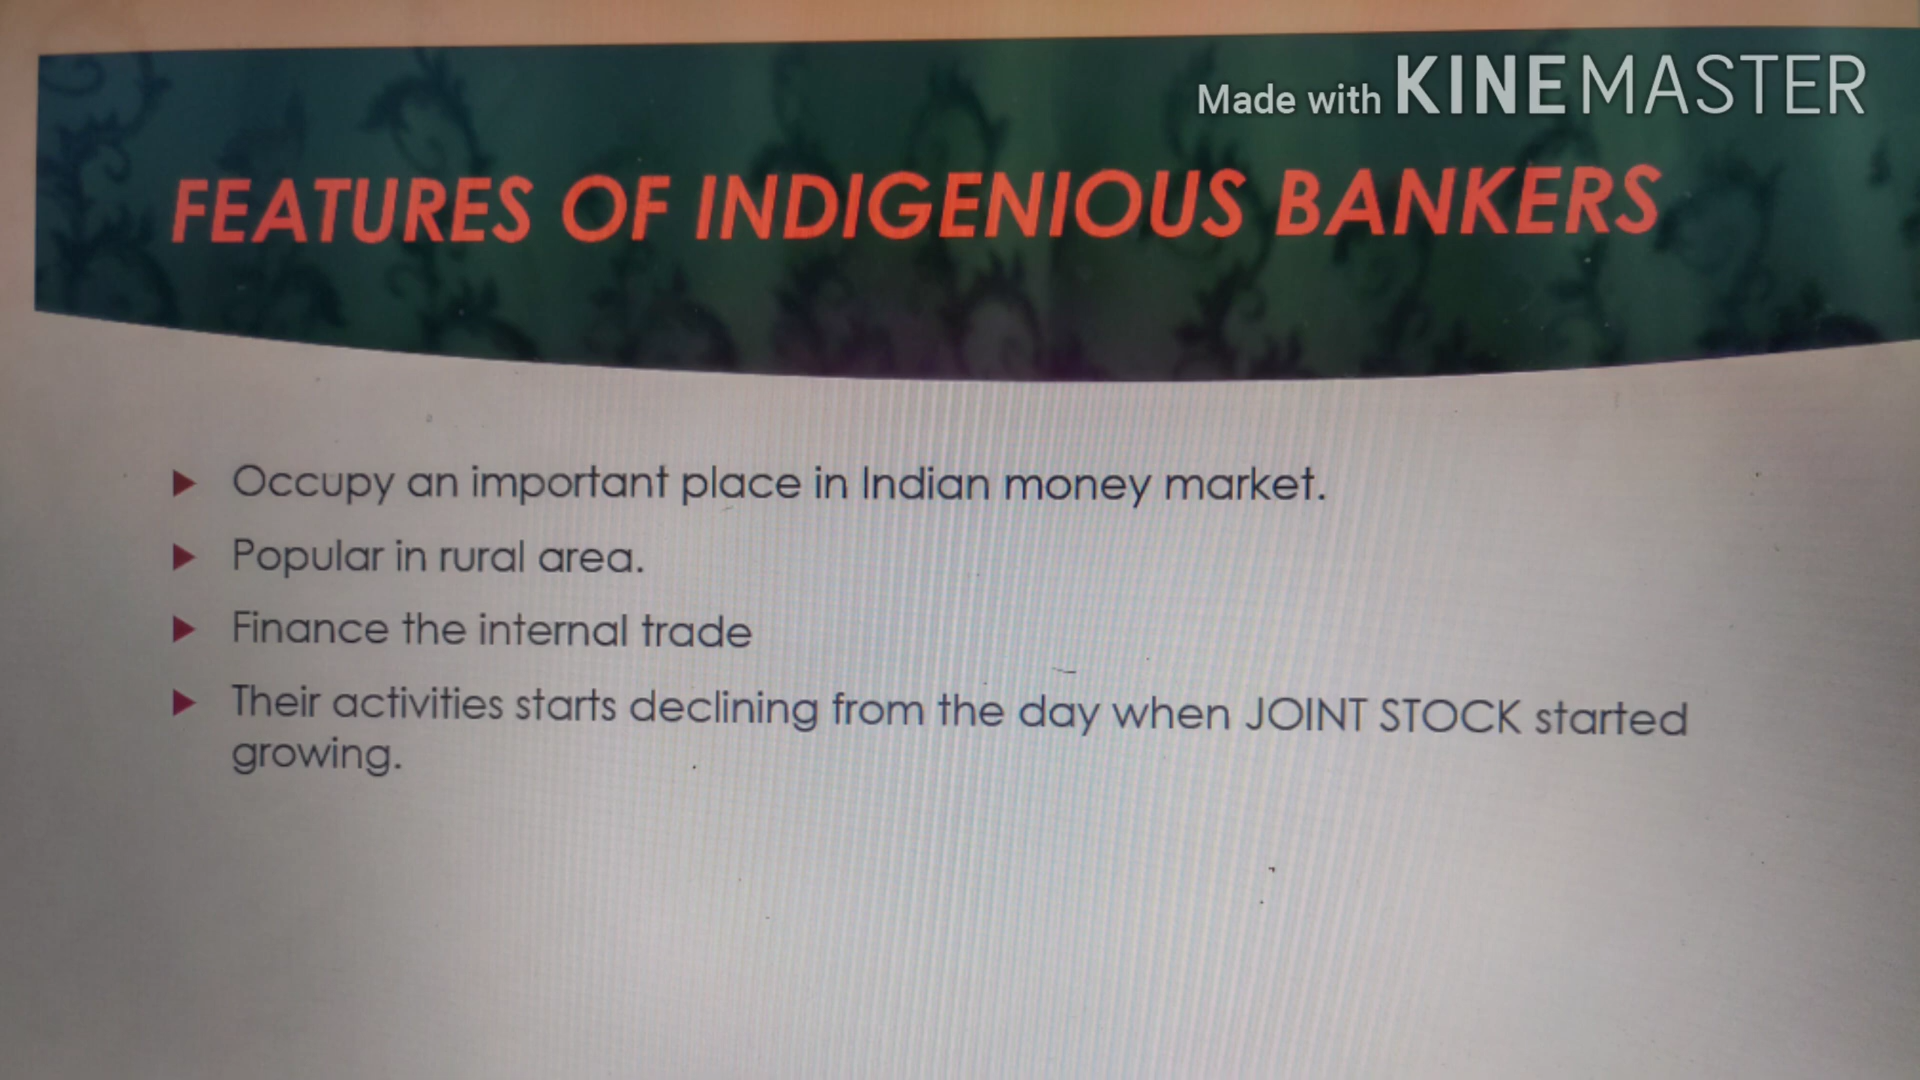 Made with KINEMASTER
FEATURES OF INDIGENIOUS BANKERS
Occupy an important place in Indian money market.
Popular in rural area.
Finance the internal trade
Their activities starts declining from the day when JOINT STOCK started
growing.